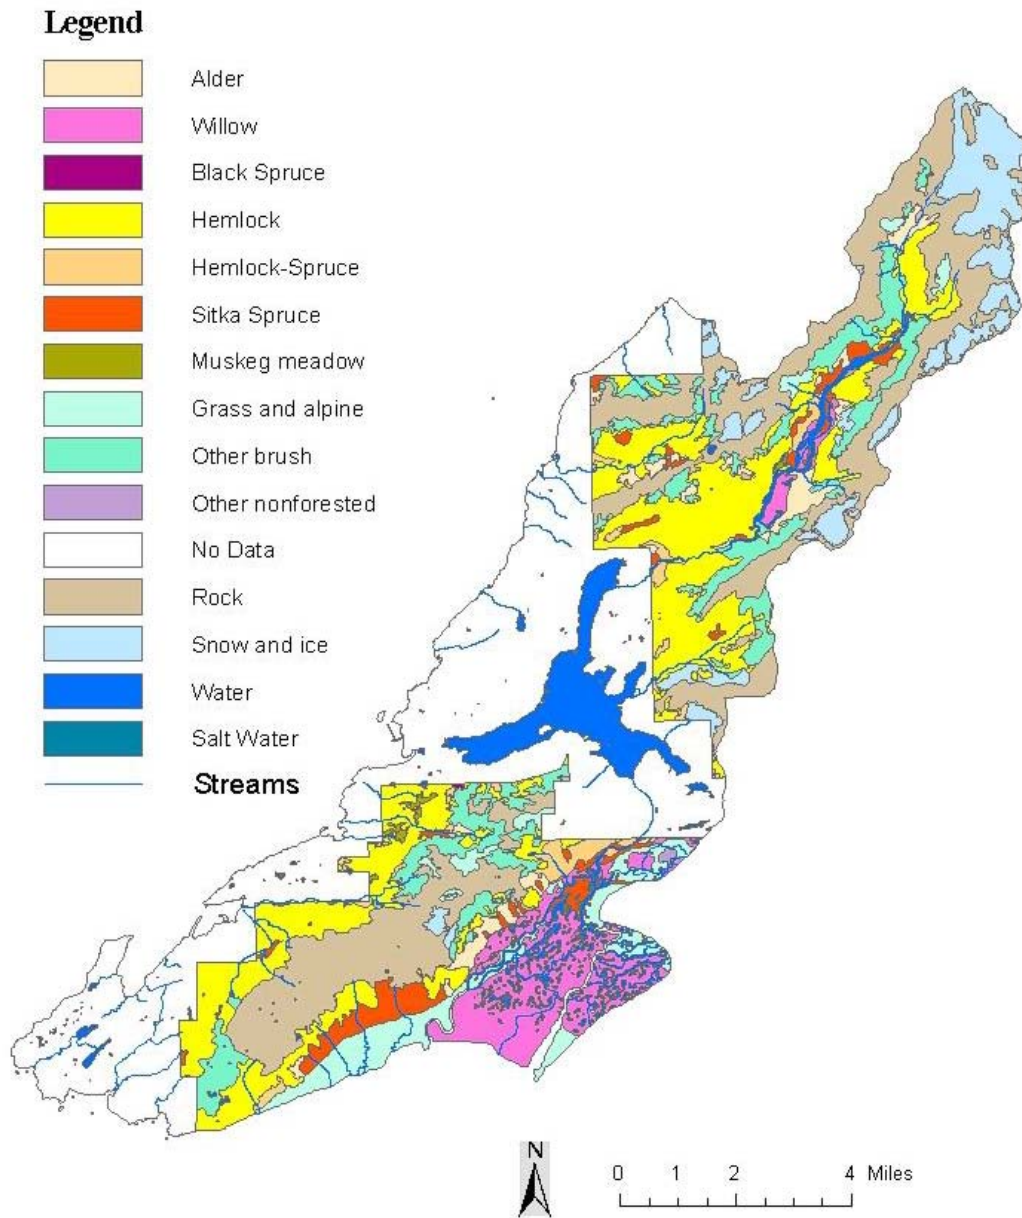 Legend
Alder
Willow
Black Spruce
Hemlock
Hemlock-Spruce
Sitka Spruce
Muskeg meadow
Grass and alpine
Other brush
Other nonforested
No Data
Rock
Snow and ice
Water
Salt Water
Streams
N
0 1 2 4 Miles